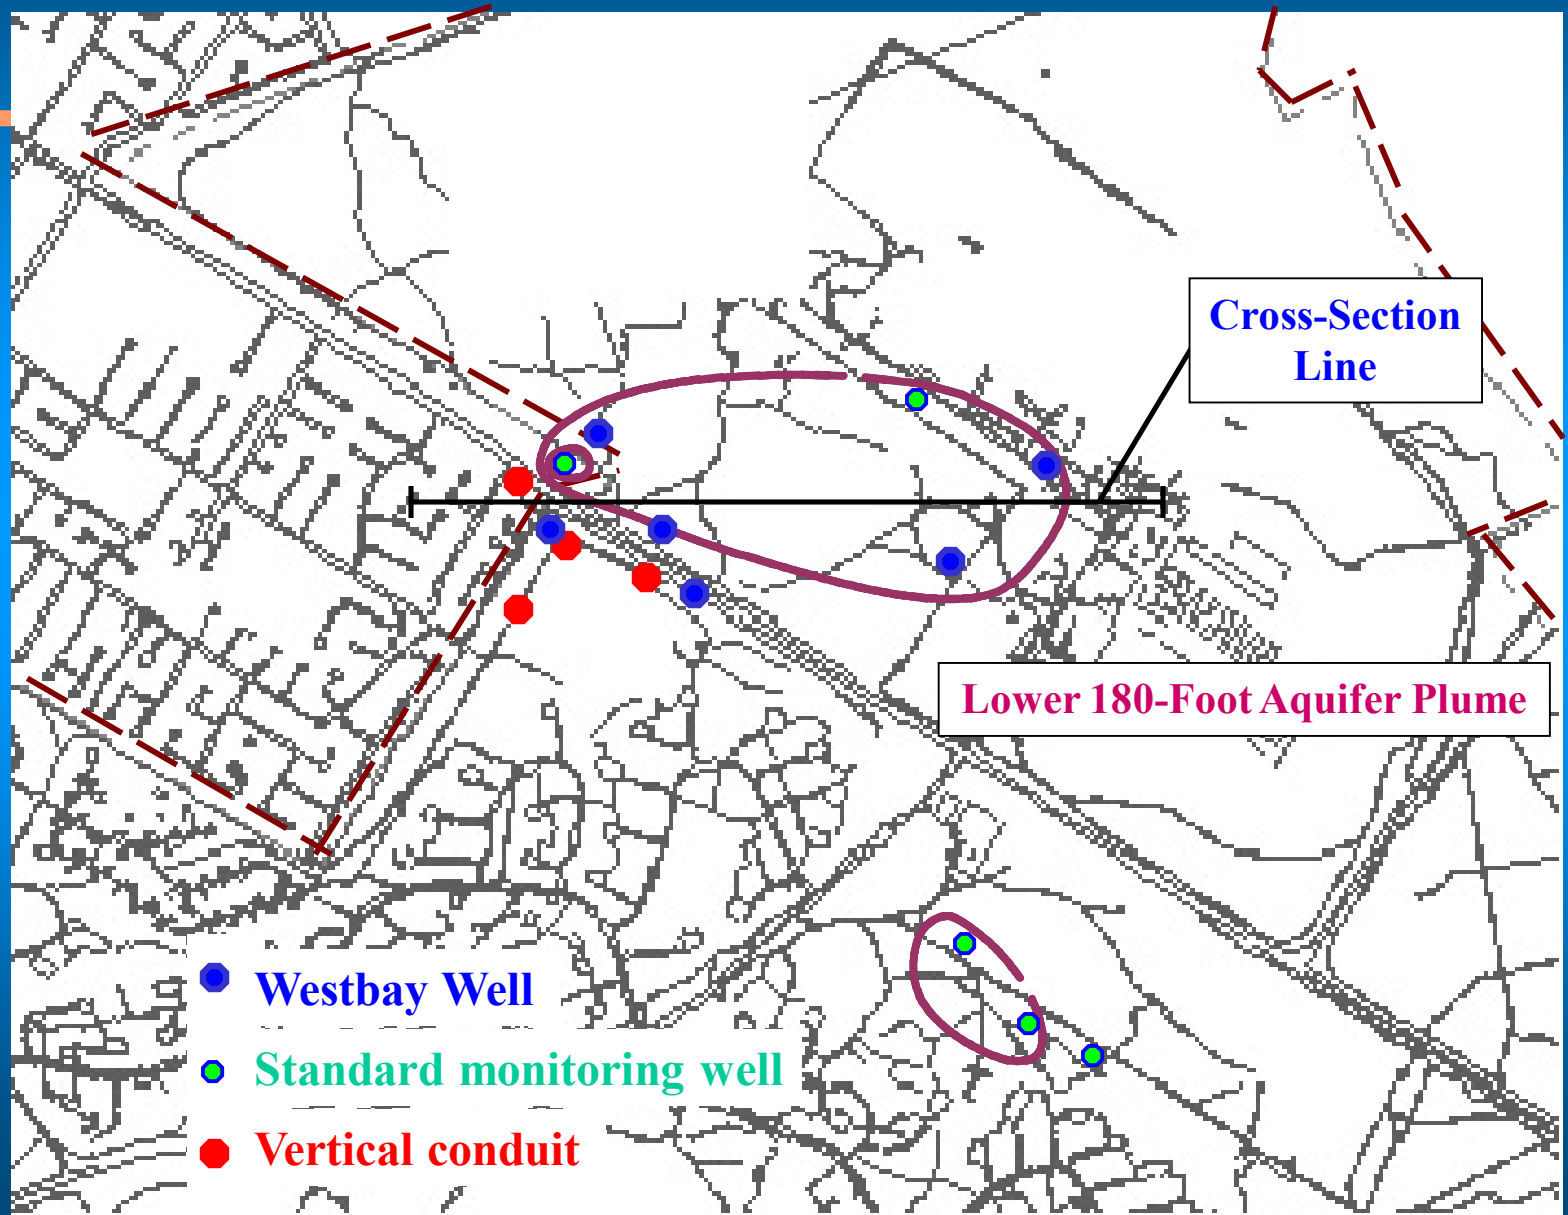 Cross-Section
Line
Lower 180-Foot Aquifer Plume
Westbay Well
Standard monitoring well
Vertical conduit